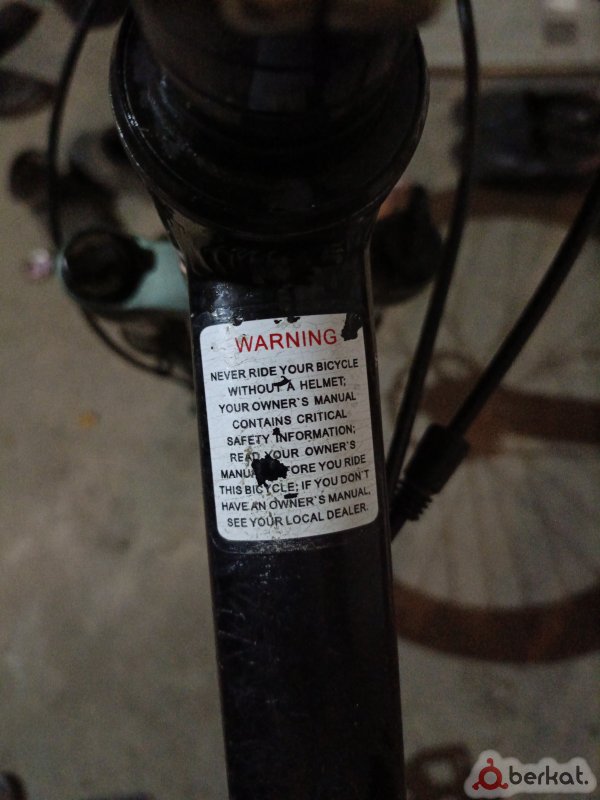 WARNING
NEVER RIDE YOUR BICYCLE
WITHOUT A HELMET;
YOUR OWNER`S MANUAL
CONTAINS CRITICAL
SAFETY INFORMATION;
READ YOUR OWNER`S
ORE YOU RIDE
THIS BICYCLE; IF YOU DON`T
HAVE AN OWNER`S MANUAL,
SEE YOUR LOCAL DEALER.
berkat.